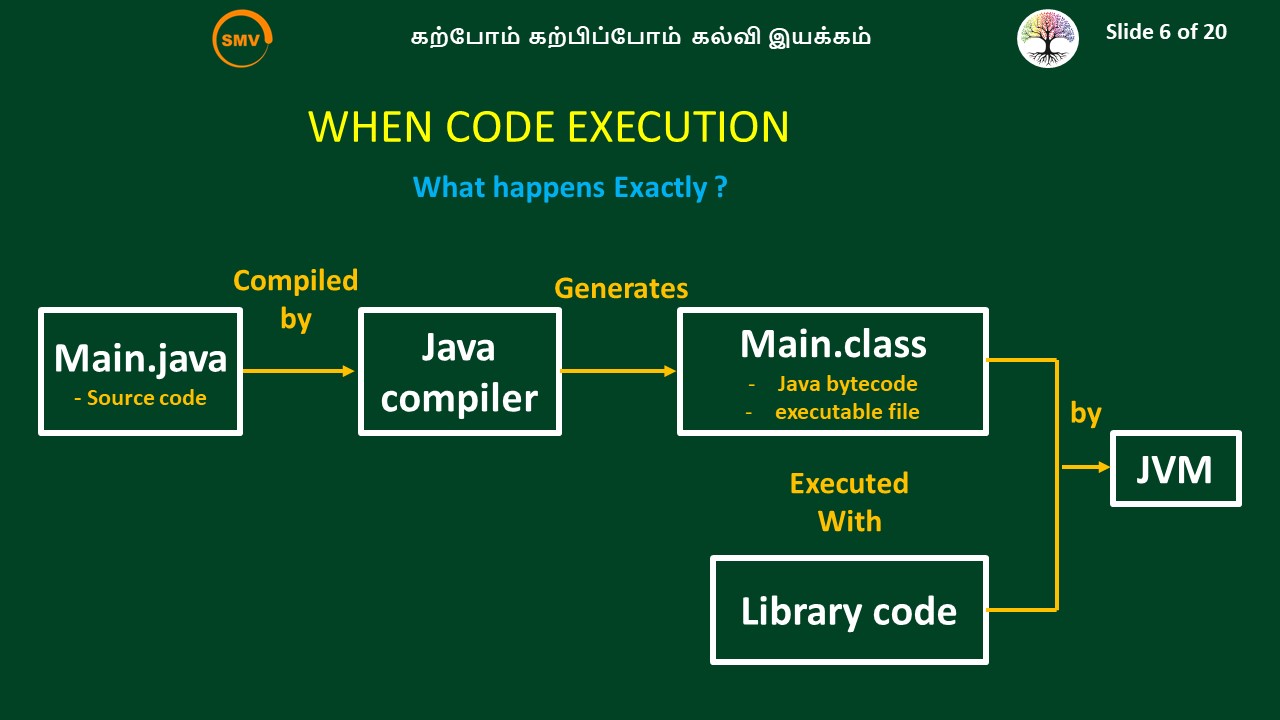 SMV
கற்போம் கற்பிப்போம் கல்வி இயக்கம்
Slide 6 of 20
WHEN CODE EXECUTION
What happens Exactly ?
Compiled
by
Generates
Main.java
- Source code
Java
compiler
Main.class
- Java bytecode
- executable file
by
JVM
Executed
With
Library code